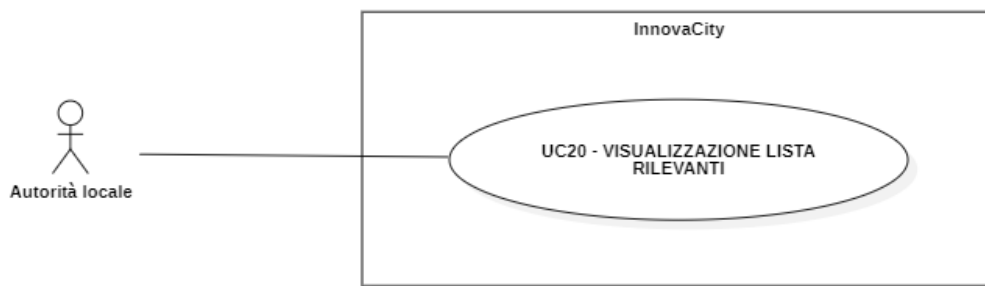 InnovaCity
UC20 - VISUALIZZAZIONE LISTA
RILEVANTI
Autorità locale